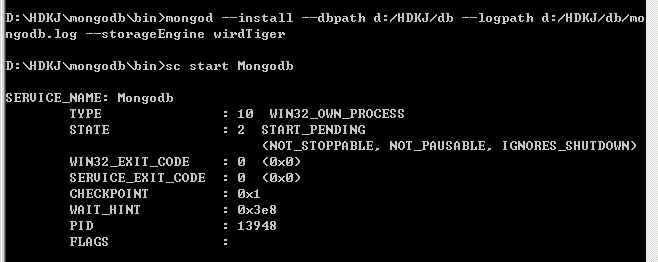 D:\HDKJ\mongodb\bin>mongod --install --dbpath d:/HDKJ/db --logpath d:/HDKJ/db/mo
ngodb.log --storageEngine wirdTiger
D:\HDKJ\mongodb\bin>sc start Mongodb
SERVICE_NAME: Mongodb
TYPE : 10 WIN32_OWN_PROCESS
STATE : 2 START_PENDING
(NOT_STOPPABLE, NOT_PAUSABLE, IGNORES_SHUTDOWN)
WIN32_EXIT_CODE : 0 (0x0)
SERVICE_EXIT_CODE : 0 (0x0)
CHECKPOINT : 0x1
WAIT_HINT : 0x3e8
PID : 13948
FLAGS :